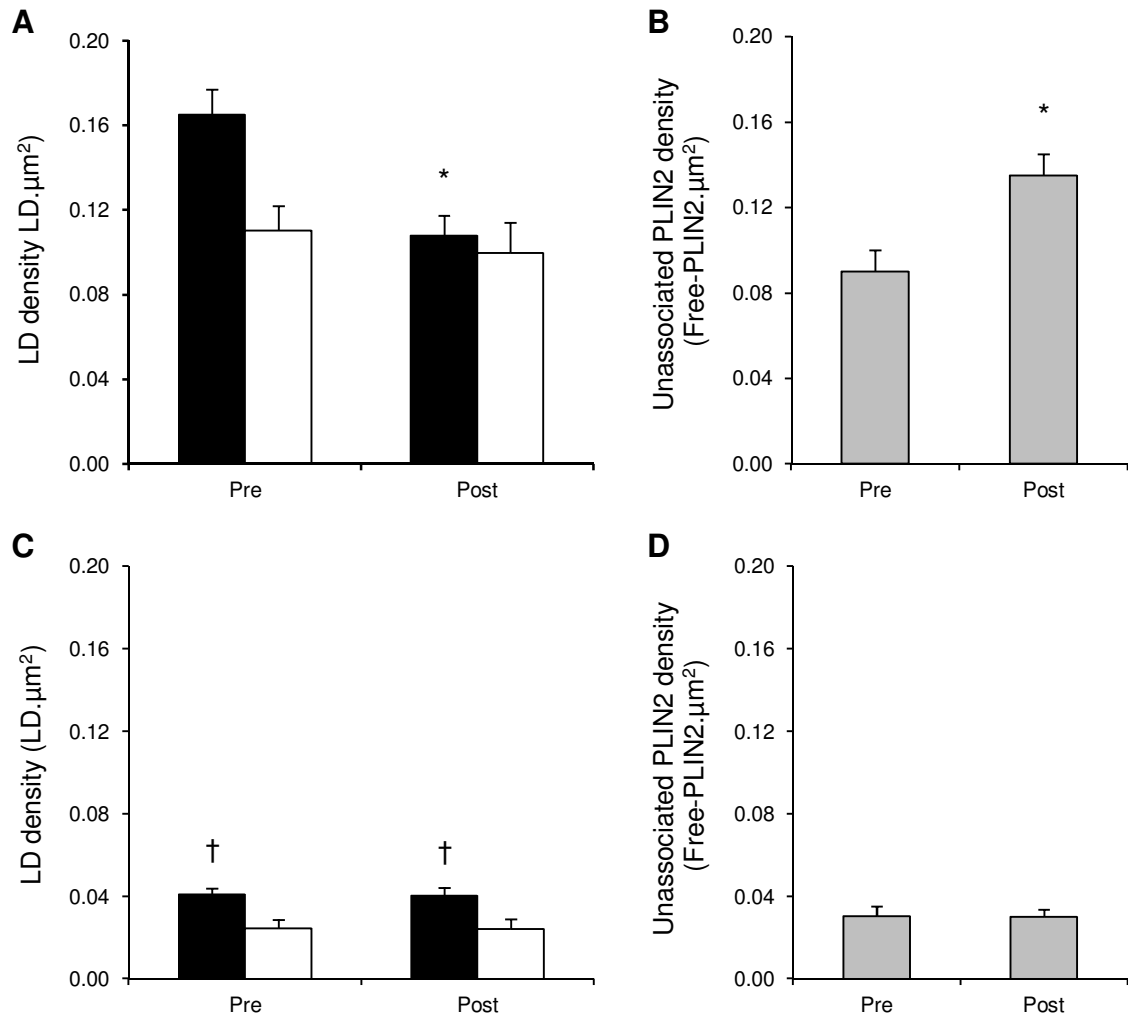 A
LD density LD.µm²)
0.20
0.16
0.12
0.08
0.04
0.00
*
Pre
Post
B
Unassociated PLIN2 density
(Free-PLIN2.µm²)
0.20
0.16
0.12
0.08
0.04
0.00
*
Pre
Post
C
LD density (LD.µm²)
0.20
0.16
0.12
0.08
0.04
0.00
†
†
Pre
Post
D
Unassociated PLIN2 density
(Free-PLIN2.µm²)
0.20
0.16
0.12
0.08
0.04
0.00
Pre
Post